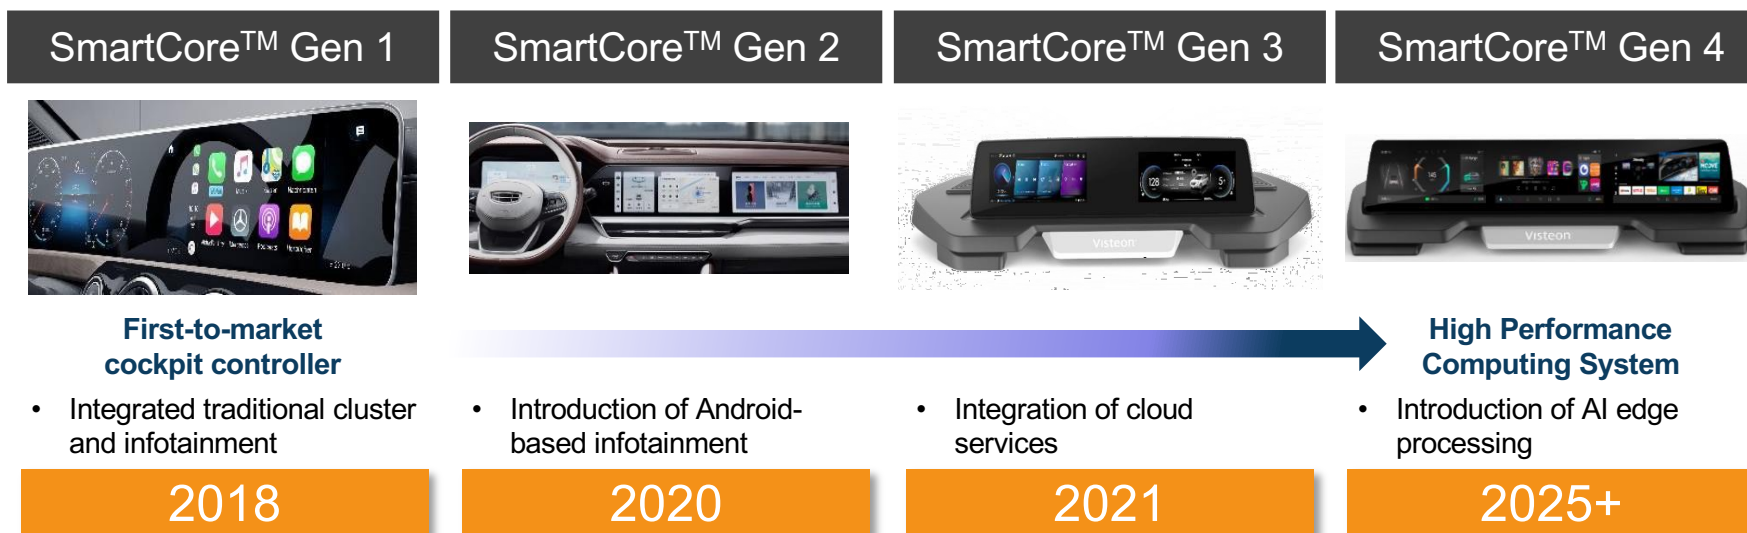 SmartCore™ Gen 1
SmartCore™ Gen 2
SmartCore™ Gen 3
SmartCore™ Gen 4
Visteon
Visteon
First-to-market
cockpit controller
High Performance
Computing System
• Integrated traditional cluster
and infotainment
• Introduction of Android-
based infotainment
• Integration of cloud
services
• Introduction of AI edge
processing
2018
2020
2021
2025+